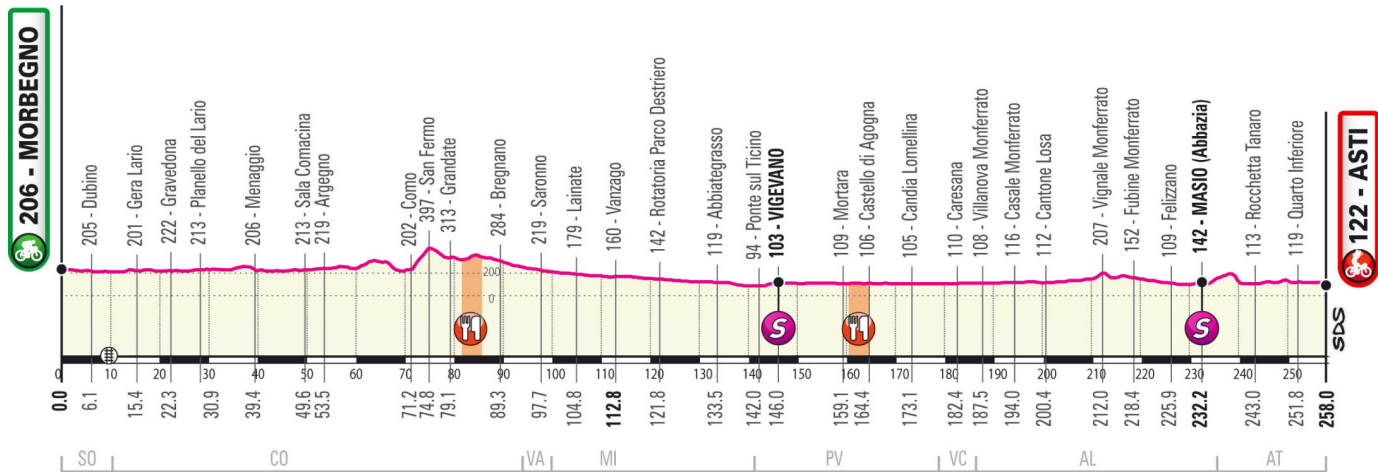 206 - MORBEGNO
205 - Dubino
201 - Gera Lario
222 - Gravedona
213 - Pianello del Lario
206 - Menaggio
213 - Sala Comacina
219 - Argegno
202 - Como
397 - San Fermo
313 - Grandate
284 - Bregnano
219 - Saronno
179 - Lainate
160 - Vanzago
142 - Rotatoria Parco Destriero
119 - Abbiategrasso
94 - Ponte sul Ticino
103 - VIGEVANO
109 - Mortara
106 - Castello di Agogna
105 - Candia Lomellina
110 - Caresana
108 - Villanova Monferrato
116 - Casale Monferrato
112 - Cantone Losa
207 - Vignale Monferrato
152 - Fubine Monferrato
109 - Felizzano
142 - MASIO (Abbazia)
113 - Rocchetta Tanaro
119 - Quarto Inferiore
122 - ASTI
200
0
S
S
SDS
0 10 20 30 40 50 60 70 80 90 100 110 120 130 140 150 160 170 180 190 200 210 220 230 240 250
0.0 6.1 15.4 22.3 30.9 39.4 49.6 53.5 71.2 74.8 79.1 89.3 97.7 104.8 112.8 121.8 133.5 142.0 146.0 159.1 164.4 173.1 182.4 187.5 194.0 200.4 212.0 218.4 225.9 232.2 243.0 251.8 258.0
SO CO VA MI PV VC AL AT